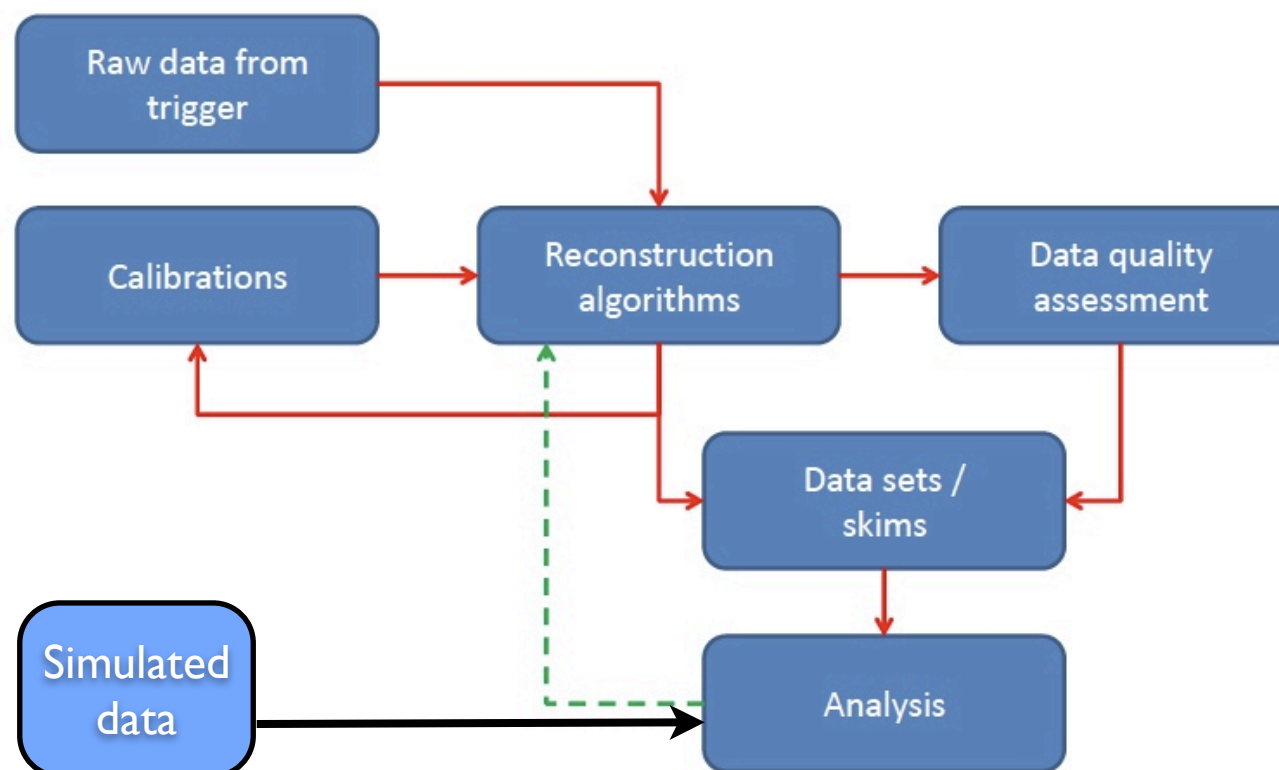 Raw data from
trigger
Calibrations
Reconstruction
algorithms
Data quality
assessment
Data sets /
skims
Simulated
data
Analysis